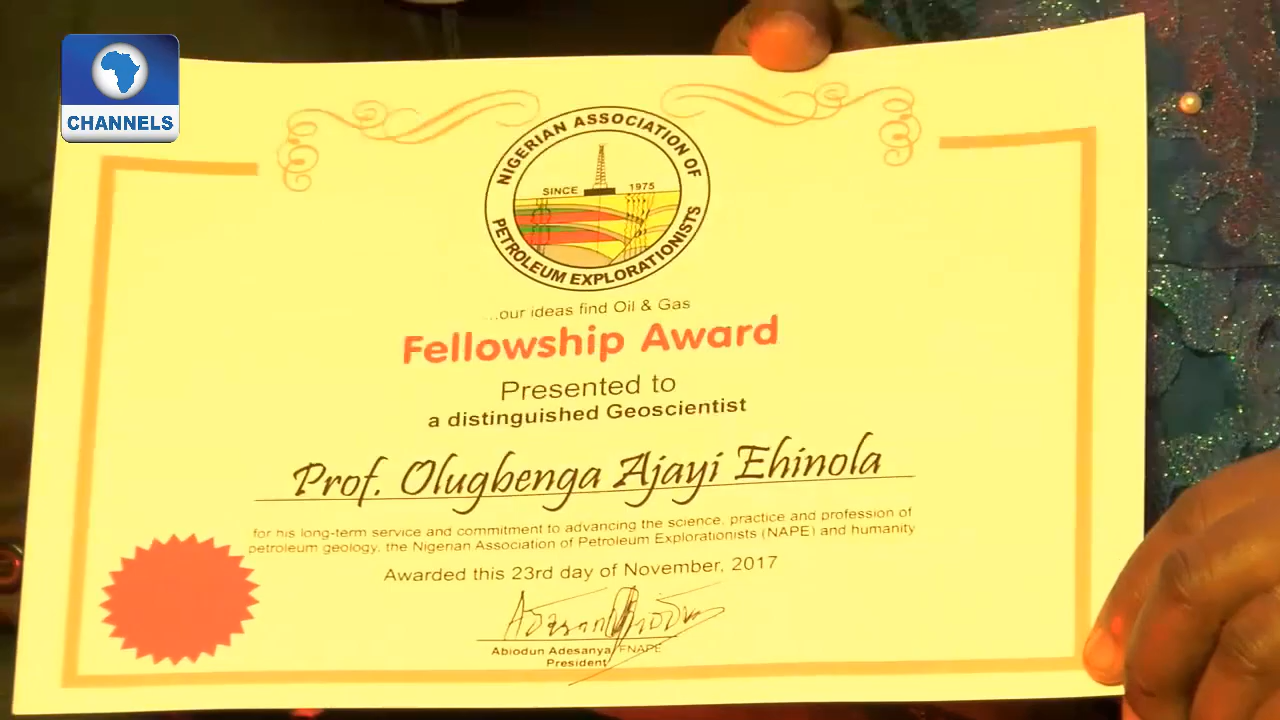 CHANNELS
NIGERIAN ASSOCIATION OF
PETROLEUM EXPLORATIONISTS
SINCE 1975
...our ideas find Oil & Gas
Fellowship Award
Presented to
a distinguished Geoscientist
Prof. Olugbenga Ajayi Ehinola
for his long-term service and commitment to advancing the science, practice and profession of
petroleum geology, the Nigerian Association of Petroleum Explorationists (NAPE) and humanity
Awarded this 23rd day of November, 2017
Abiodun Adesanya, FNAPE
President